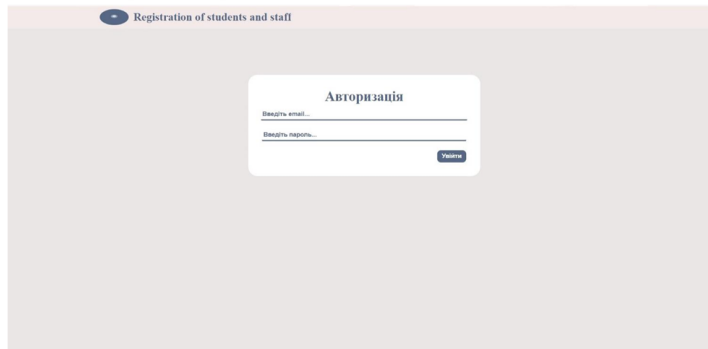 Registration of students and staff
Авторизація
Введіть email...
Введіть пароль...
Увійти